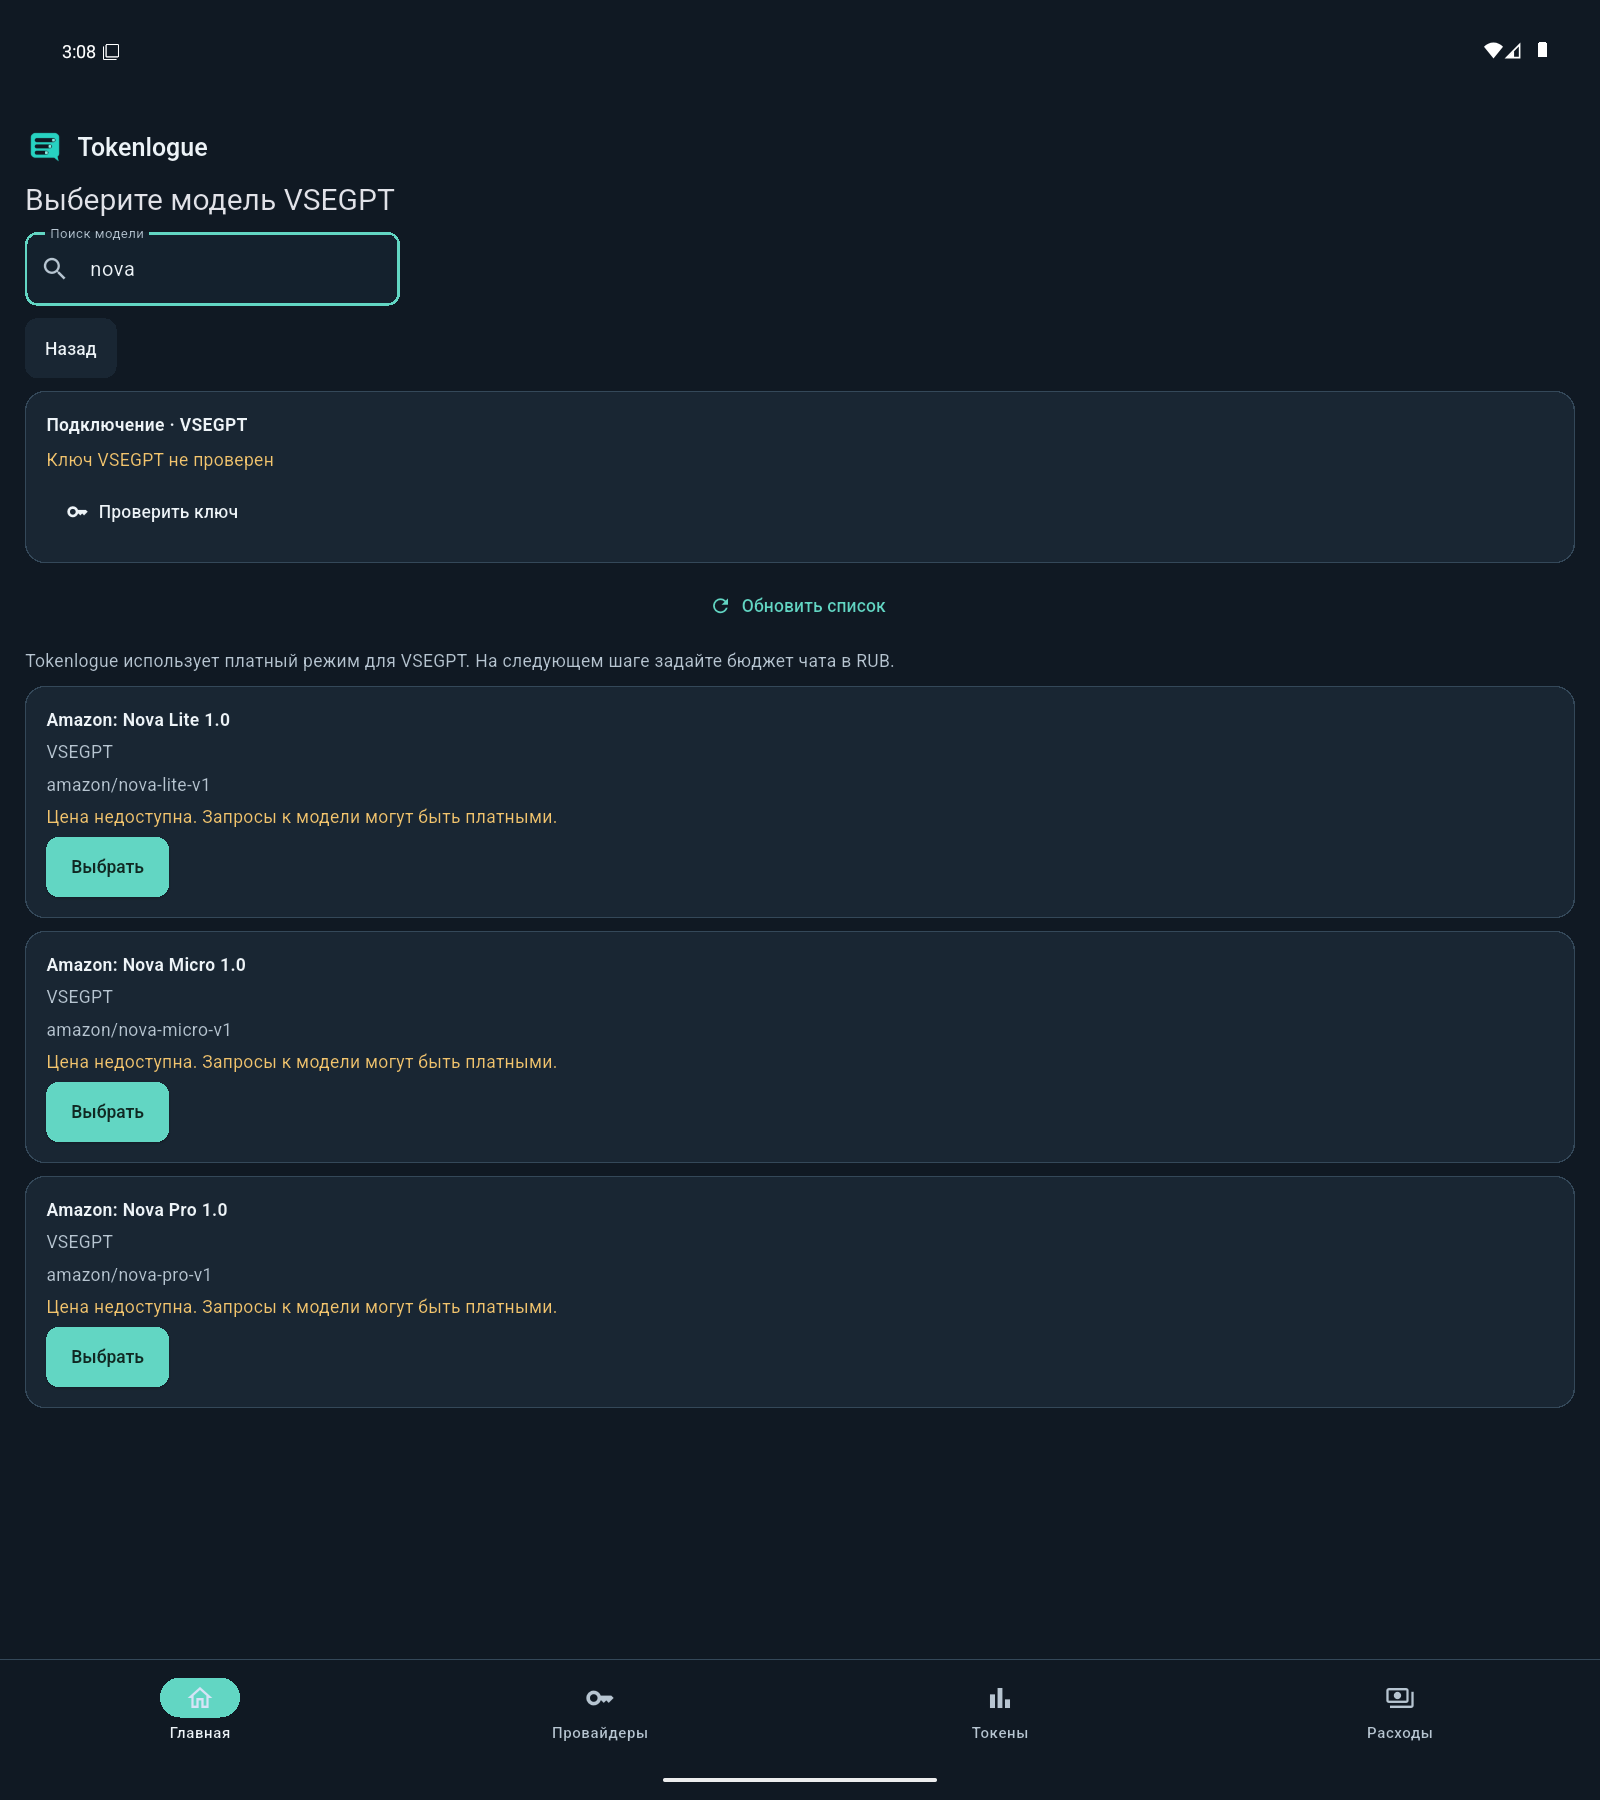 3:08
Tokenlogue
Выберите модель VSEGPT
Поиск модели
nova
Назад
Подключение · VSEGPT
Ключ VSEGPT не проверен
Проверить ключ
Обновить список
Tokenlogue использует платный режим для VSEGPT. На следующем шаге задайте бюджет чата в RUB.
Amazon: Nova Lite 1.0
VSEGPT
amazon/nova-lite-v1
Цена недоступна. Запросы к модели могут быть платными.
Выбрать
Amazon: Nova Micro 1.0
VSEGPT
amazon/nova-micro-v1
Цена недоступна. Запросы к модели могут быть платными.
Выбрать
Amazon: Nova Pro 1.0
VSEGPT
amazon/nova-pro-v1
Цена недоступна. Запросы к модели могут быть платными.
Выбрать
Главная
Провайдеры
Токены
Расходы